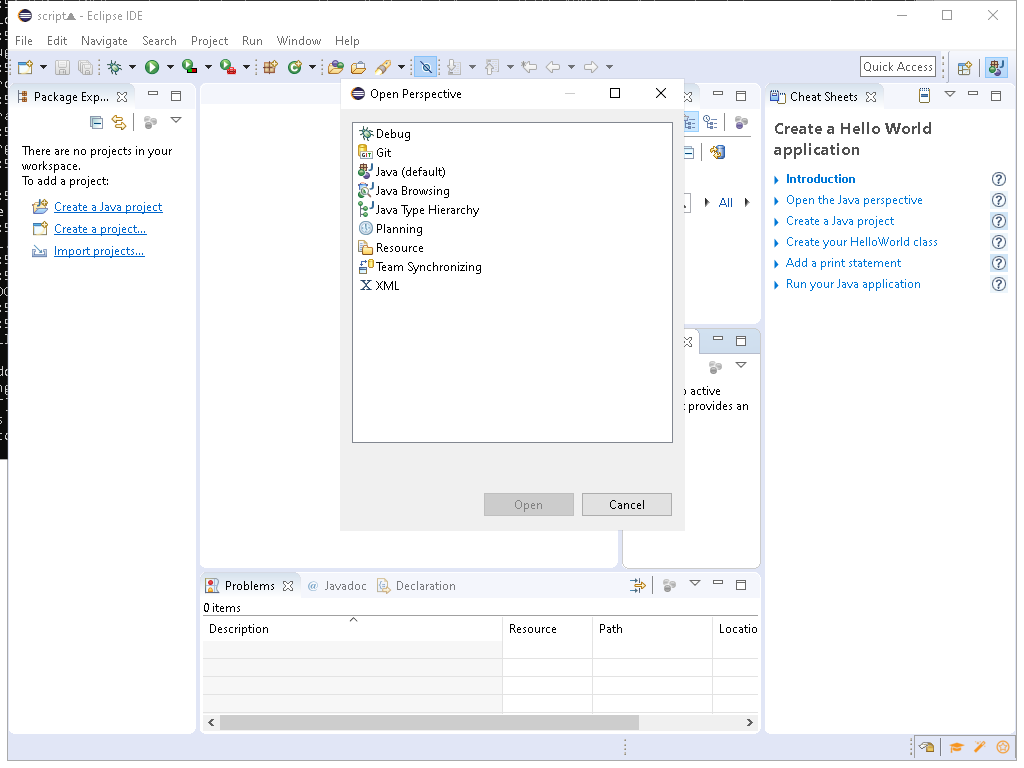 script▲ - Eclipse IDE
File Edit Navigate Search Project Run Window Help
Quick Access
Package Exp...
There are no projects in your
workspace.
To add a project:
Create a Java project
Create a project...
Import projects...
Open Perspective
Debug
Git
Java (default)
Java Browsing
Java Type Hierarchy
Planning
Resource
Team Synchronizing
XML
Open Cancel
All
active
provides an
Cheat Sheets
Create a Hello World
application
Introduction
Open the Java perspective
Create a Java project
Create your HelloWorld class
Add a print statement
Run your Java application
Problems @ Javadoc Declaration
0 items
Description Resource Path Locatio